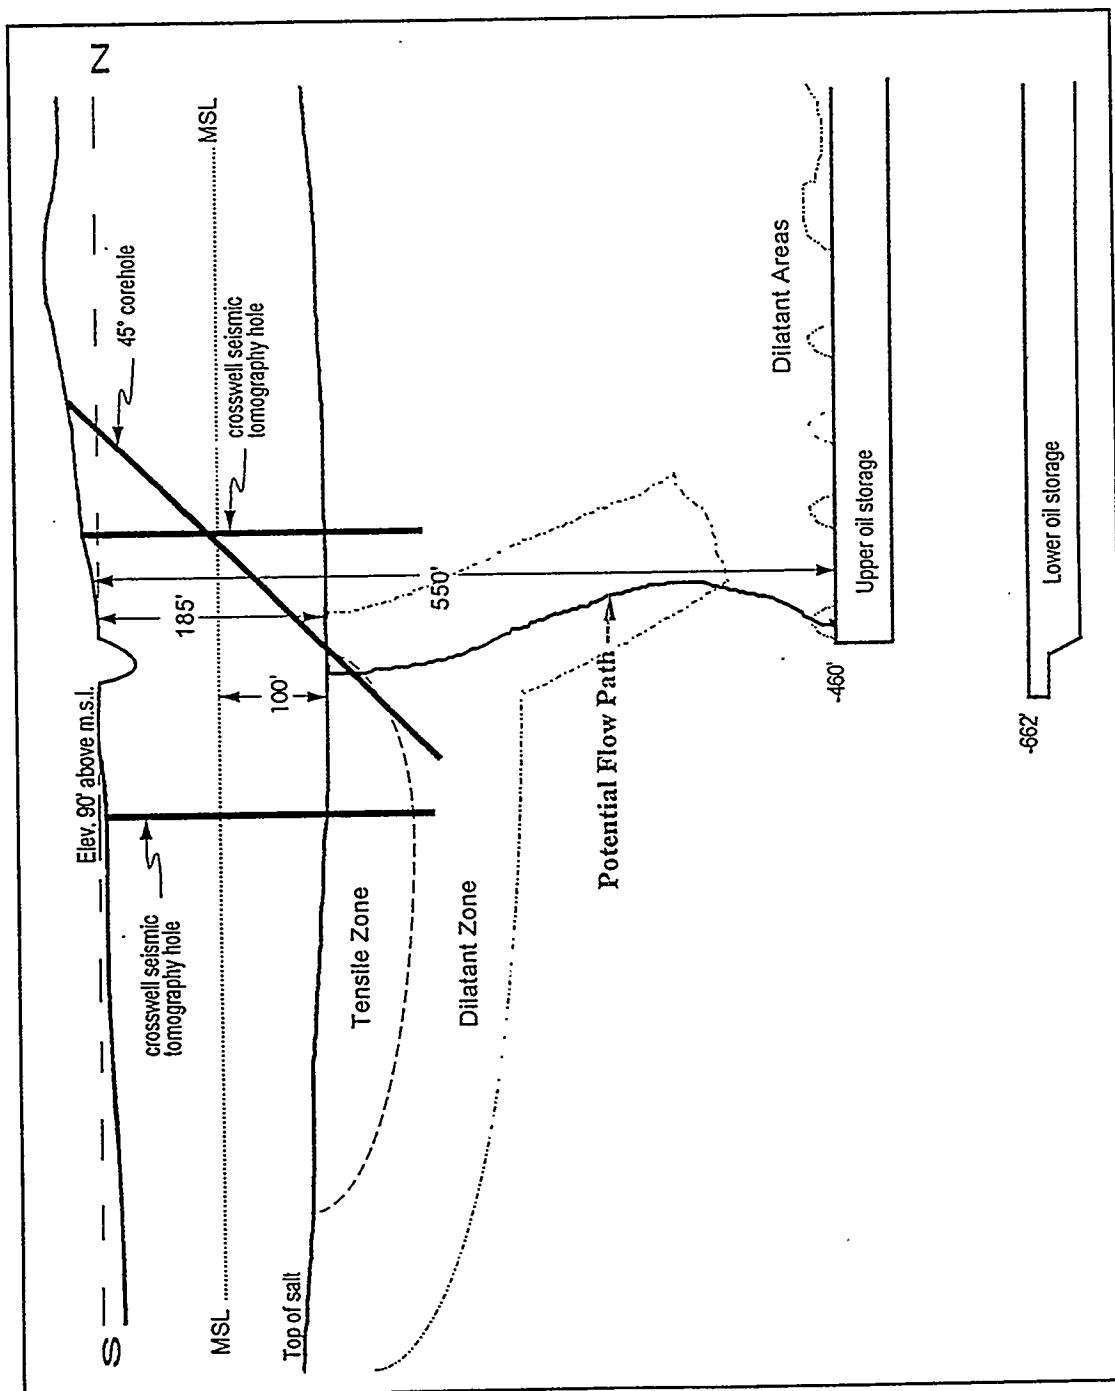 S
N
Elev. 90' above m.s.l.
45° corehole
crosswell seismic
tomography hole
MSL
MSL
crosswell seismic
tomography hole
185'
100'
550'
Top of salt
Tensile Zone
Dilatant Zone
Potential Flow Path
Dilatant Areas
-460'
Upper oil storage
-662'
Lower oil storage